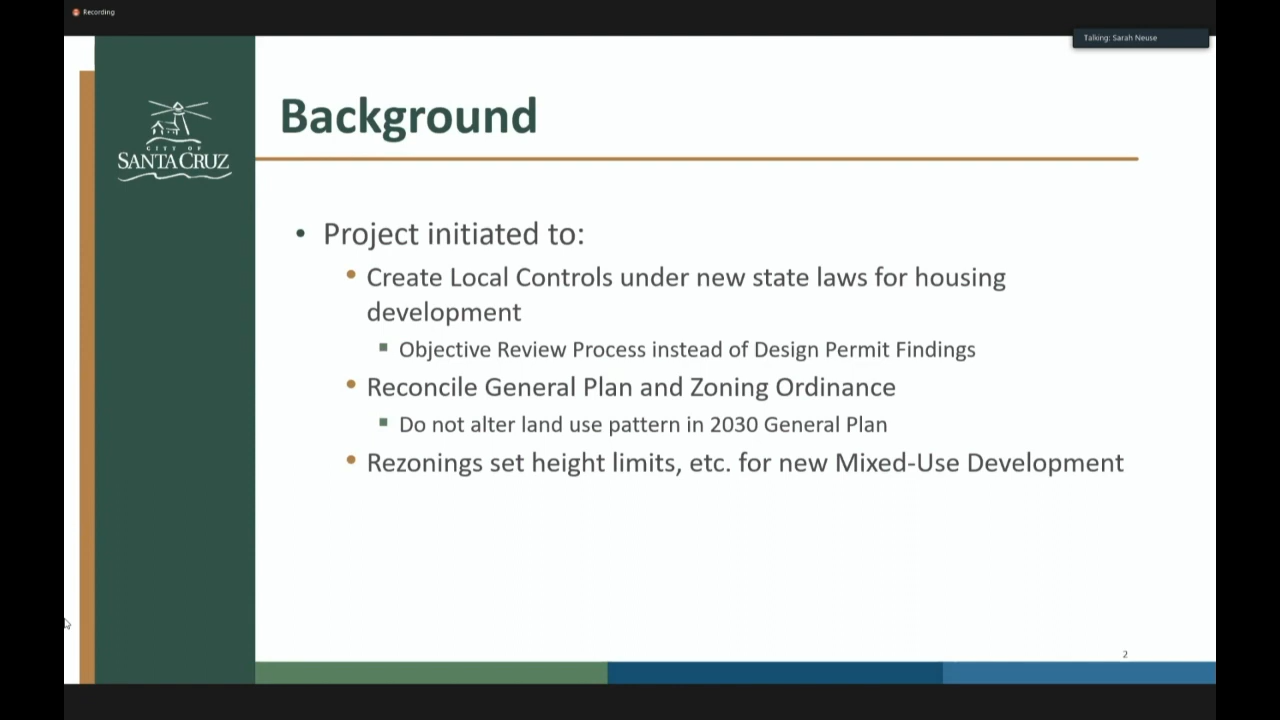 Recording
Talking: Sarah Neuse
CITY OF
SANTA CRUZ
Background
• Project initiated to:
• Create Local Controls under new state laws for housing
development
▪ Objective Review Process instead of Design Permit Findings
• Reconcile General Plan and Zoning Ordinance
▪ Do not alter land use pattern in 2030 General Plan
• Rezonings set height limits, etc. for new Mixed-Use Development
2